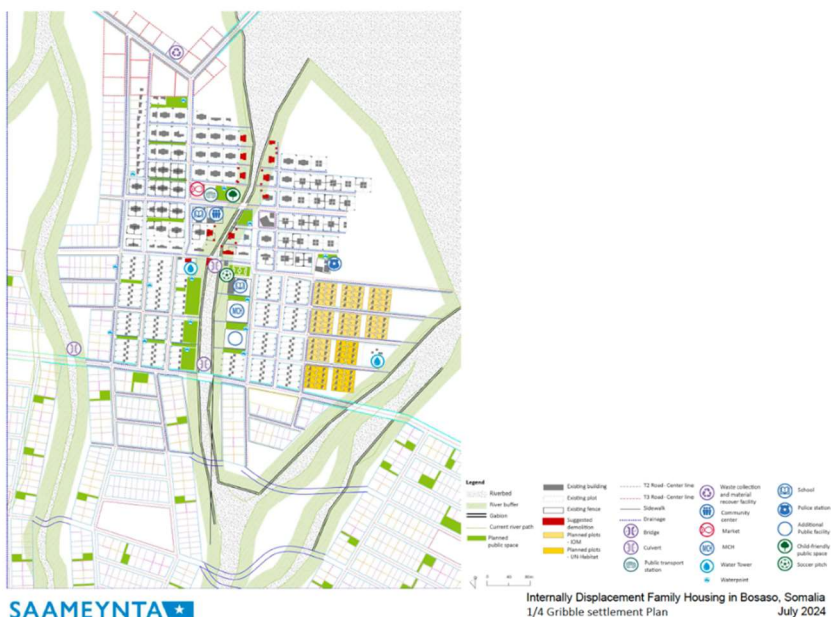 MCH
Legend
Riverbed
River buffer
Gabion
Current river path
Planned
public space
Existing building
Existing plot
Existing fence
Suggested
demolition
Planned plots
- IOM
Planned plots
- UN-Habitat
T2 Road- Center line
T3 Road- Center line
Sidewalk
Drainage
Bridge
Culvert
Public transport
station
Waste collection
and material
recover facility
Community
center
Market
MCH
MCH
Water Tower
Waterpoint
School
Police station
Additional
Public facility
Child-friendly
public space
Soccer pitch
0
SAAMEYNTA
Internally Displacement Family Housing in Bosaso, Somalia
1/4 Gribble settlement Plan
July 2024